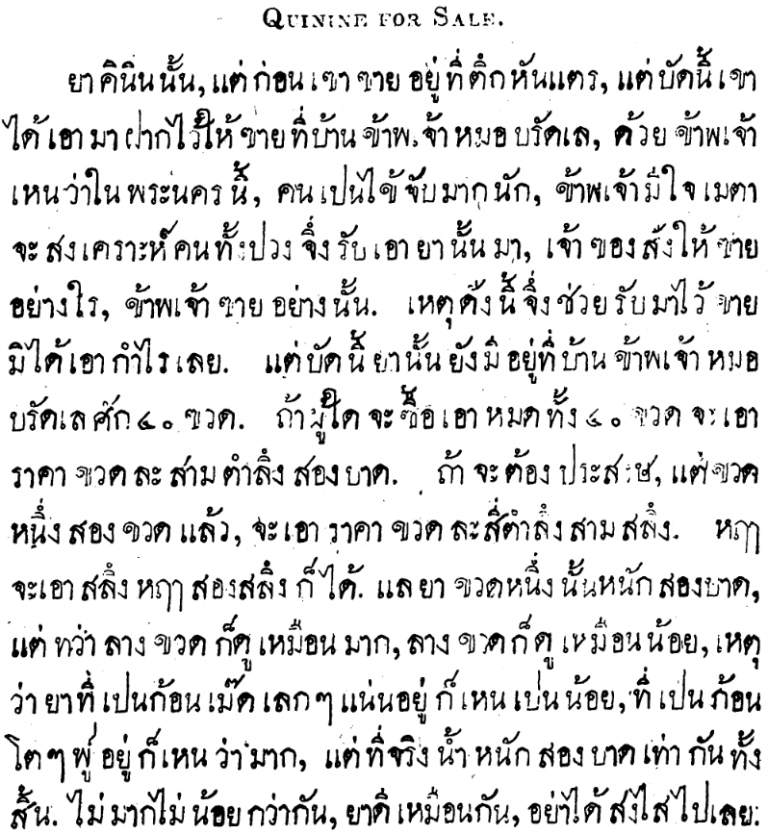 QUININE FOR SALE.
ยาคินินนั้น, แต่ก่อนเขาขายอยู่ที่ตึกหันแตร, แต่บัดนี้เขา
ได้เอามาฝากไว้ให้ขายที่บ้านข้าพเจ้าหมอบรัดเล, ด้วยข้าพเจ้า
เหนว่าในพระนครนี้, คนเปนไข้จับมากนัก, ข้าพเจ้ามีใจเมตา
จะสงเคราะห์คนทั้งปวงจึ่งรับเอายานั้นมา, เจ้าของสั่งให้ขาย
อย่างไร, ข้าพเจ้าขายอย่างนั้น. เหตุดังนี้จึ่งช่วยรับมาไว้ขาย
มิได้เอากำไรเลย. แต่บัดนี้ยานั้นยังมีอยู่ที่บ้านข้าพเจ้าหมอ
บรัดเลศัก ๔๐ ขวด. ถ้าผู้ใดจะซื้อเอาหมดทั้ง ๔๐ ขวดจะเอา
ราคาขวดละสามตำลึงสองบาด. ถ้าจะต้องประสงษ, แต่ขวด
หนึ่งสองขวดแล้ว, จะเอาราคาขวดละสี่ตำลึงสามสลึง. หฤๅ
จะเอาสลึงหฤๅสองสลึงก็ได้. แลยาขวดหนึ่งนั้นหนักสองบาด,
แต่ทว่าลางขวดก็ดูเหมือนมาก, ลางขวดก็ดูเหมือนน้อย, เหตุ
ว่ายาที่เปนก้อนเม๊ดเลกๆแน่นอยู่ก็เหนเปนน้อย, ที่เปนก้อน
โตๆฟู่อยู่ก็เหนว่ามาก, แต่ที่จริงน้ำหนักสองบาดเท่ากันทั้ง
สิ้น. ไม่มากไม่น้อยกว่ากัน, ยาดีเหมือนกัน, อย่าได้สงไส่ไปเลย.